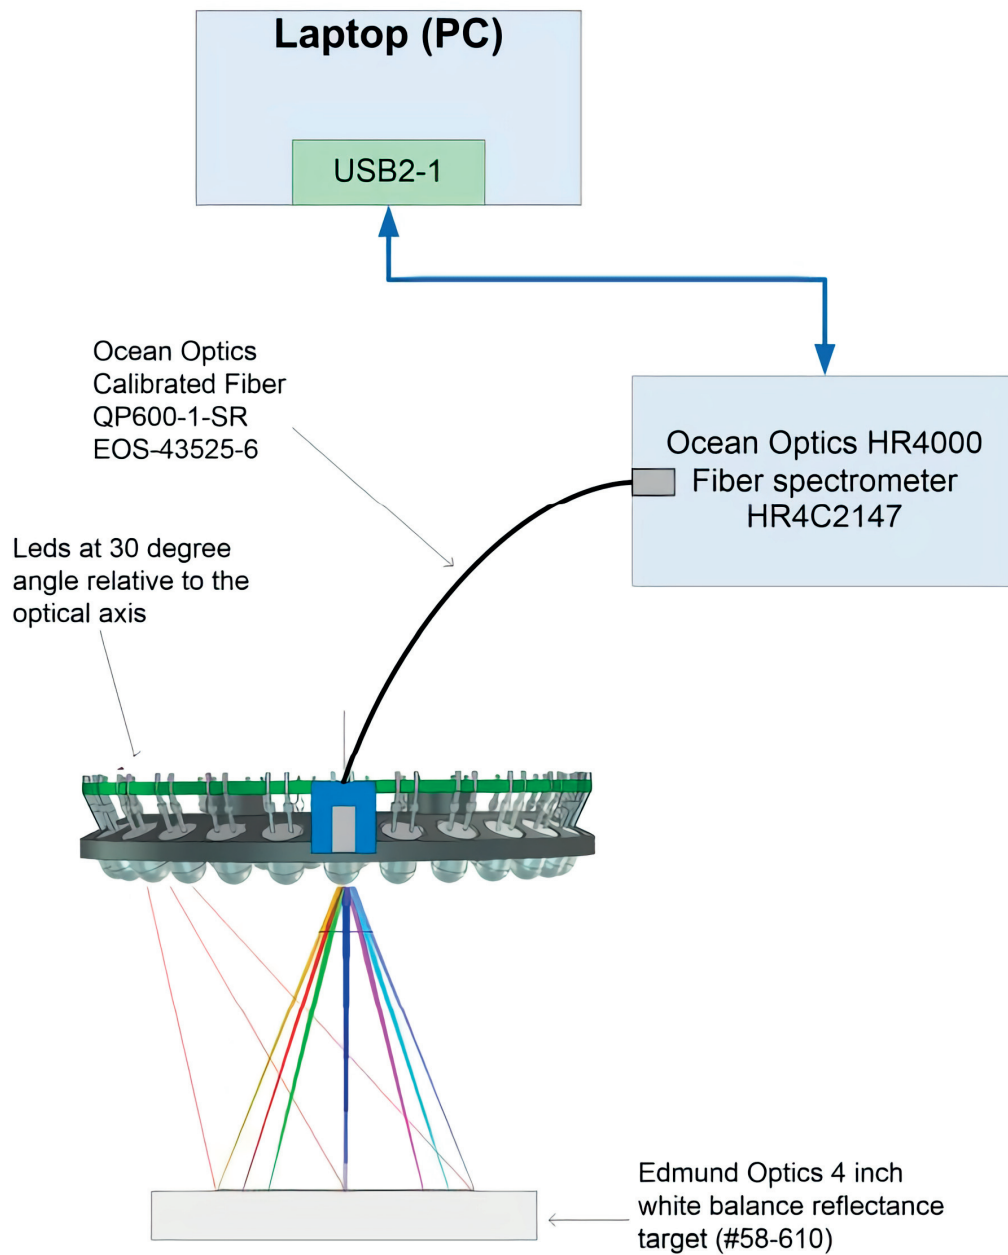 Laptop (PC)
USB2-1
Ocean Optics
Calibrated Fiber
QP600-1-SR
EOS-43525-6
Ocean Optics HR4000
Fiber spectrometer
HR4C2147
Leds at 30 degree
angle relative to the
optical axis
Edmund Optics 4 inch
white balance reflectance
target (#58-610)